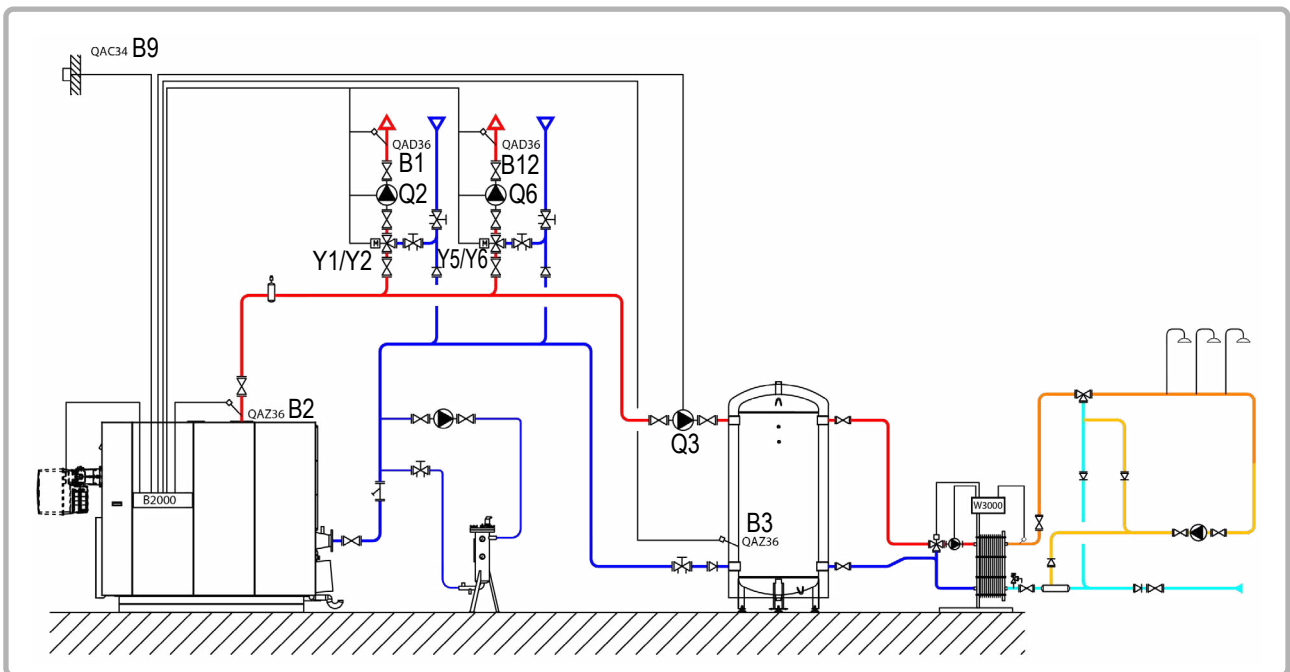 QAC34 B9
QAD36
B1
QAD36
B12
Q2
Q6
Y1/Y2
Y5/Y6
QAZ36 B2
Q3
B2000
B3
QAZ36
W3000